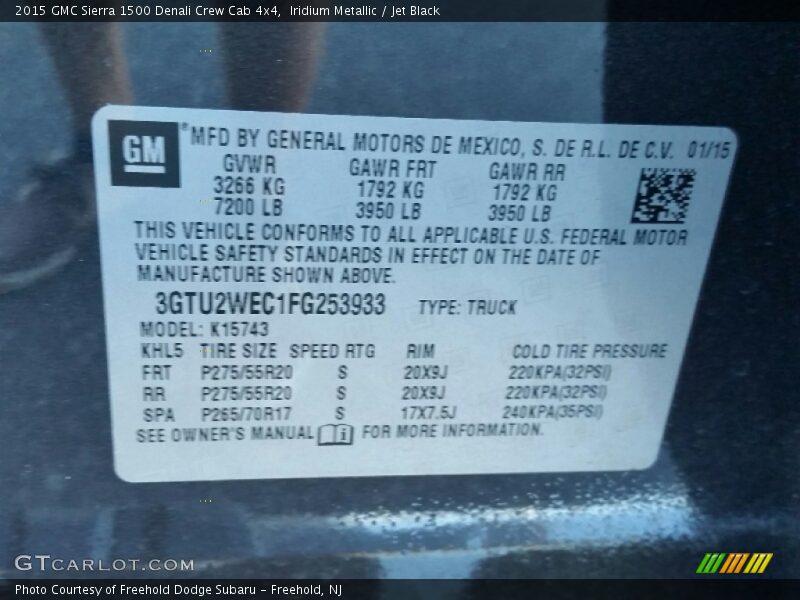 2015 GMC Sierra 1500 Denali Crew Cab 4x4, Iridium Metallic / Jet Black
GM
® MFD BY GENERAL MOTORS DE MEXICO, S. DE R.L. DE C.V. 01/15
GVWR GAWR FRT GAWR RR
3266 KG 1792 KG 1792 KG
7200 LB 3950 LB 3950 LB
THIS VEHICLE CONFORMS TO ALL APPLICABLE U.S. FEDERAL MOTOR
VEHICLE SAFETY STANDARDS IN EFFECT ON THE DATE OF
MANUFACTURE SHOWN ABOVE.
3GTU2WEC1FG253933 TYPE: TRUCK
MODEL: K15743
KHL5 TIRE SIZE SPEED RTG RIM COLD TIRE PRESSURE
FRT P275/55R20 S 20X9J 220KPA(32PSI)
RR P275/55R20 S 20X9J 220KPA(32PSI)
SPA P265/70R17 S 17X7.5J 240KPA(35PSI)
SEE OWNER'S MANUAL i FOR MORE INFORMATION.
GTCARLOT.COM
Photo Courtesy of Freehold Dodge Subaru - Freehold, NJ